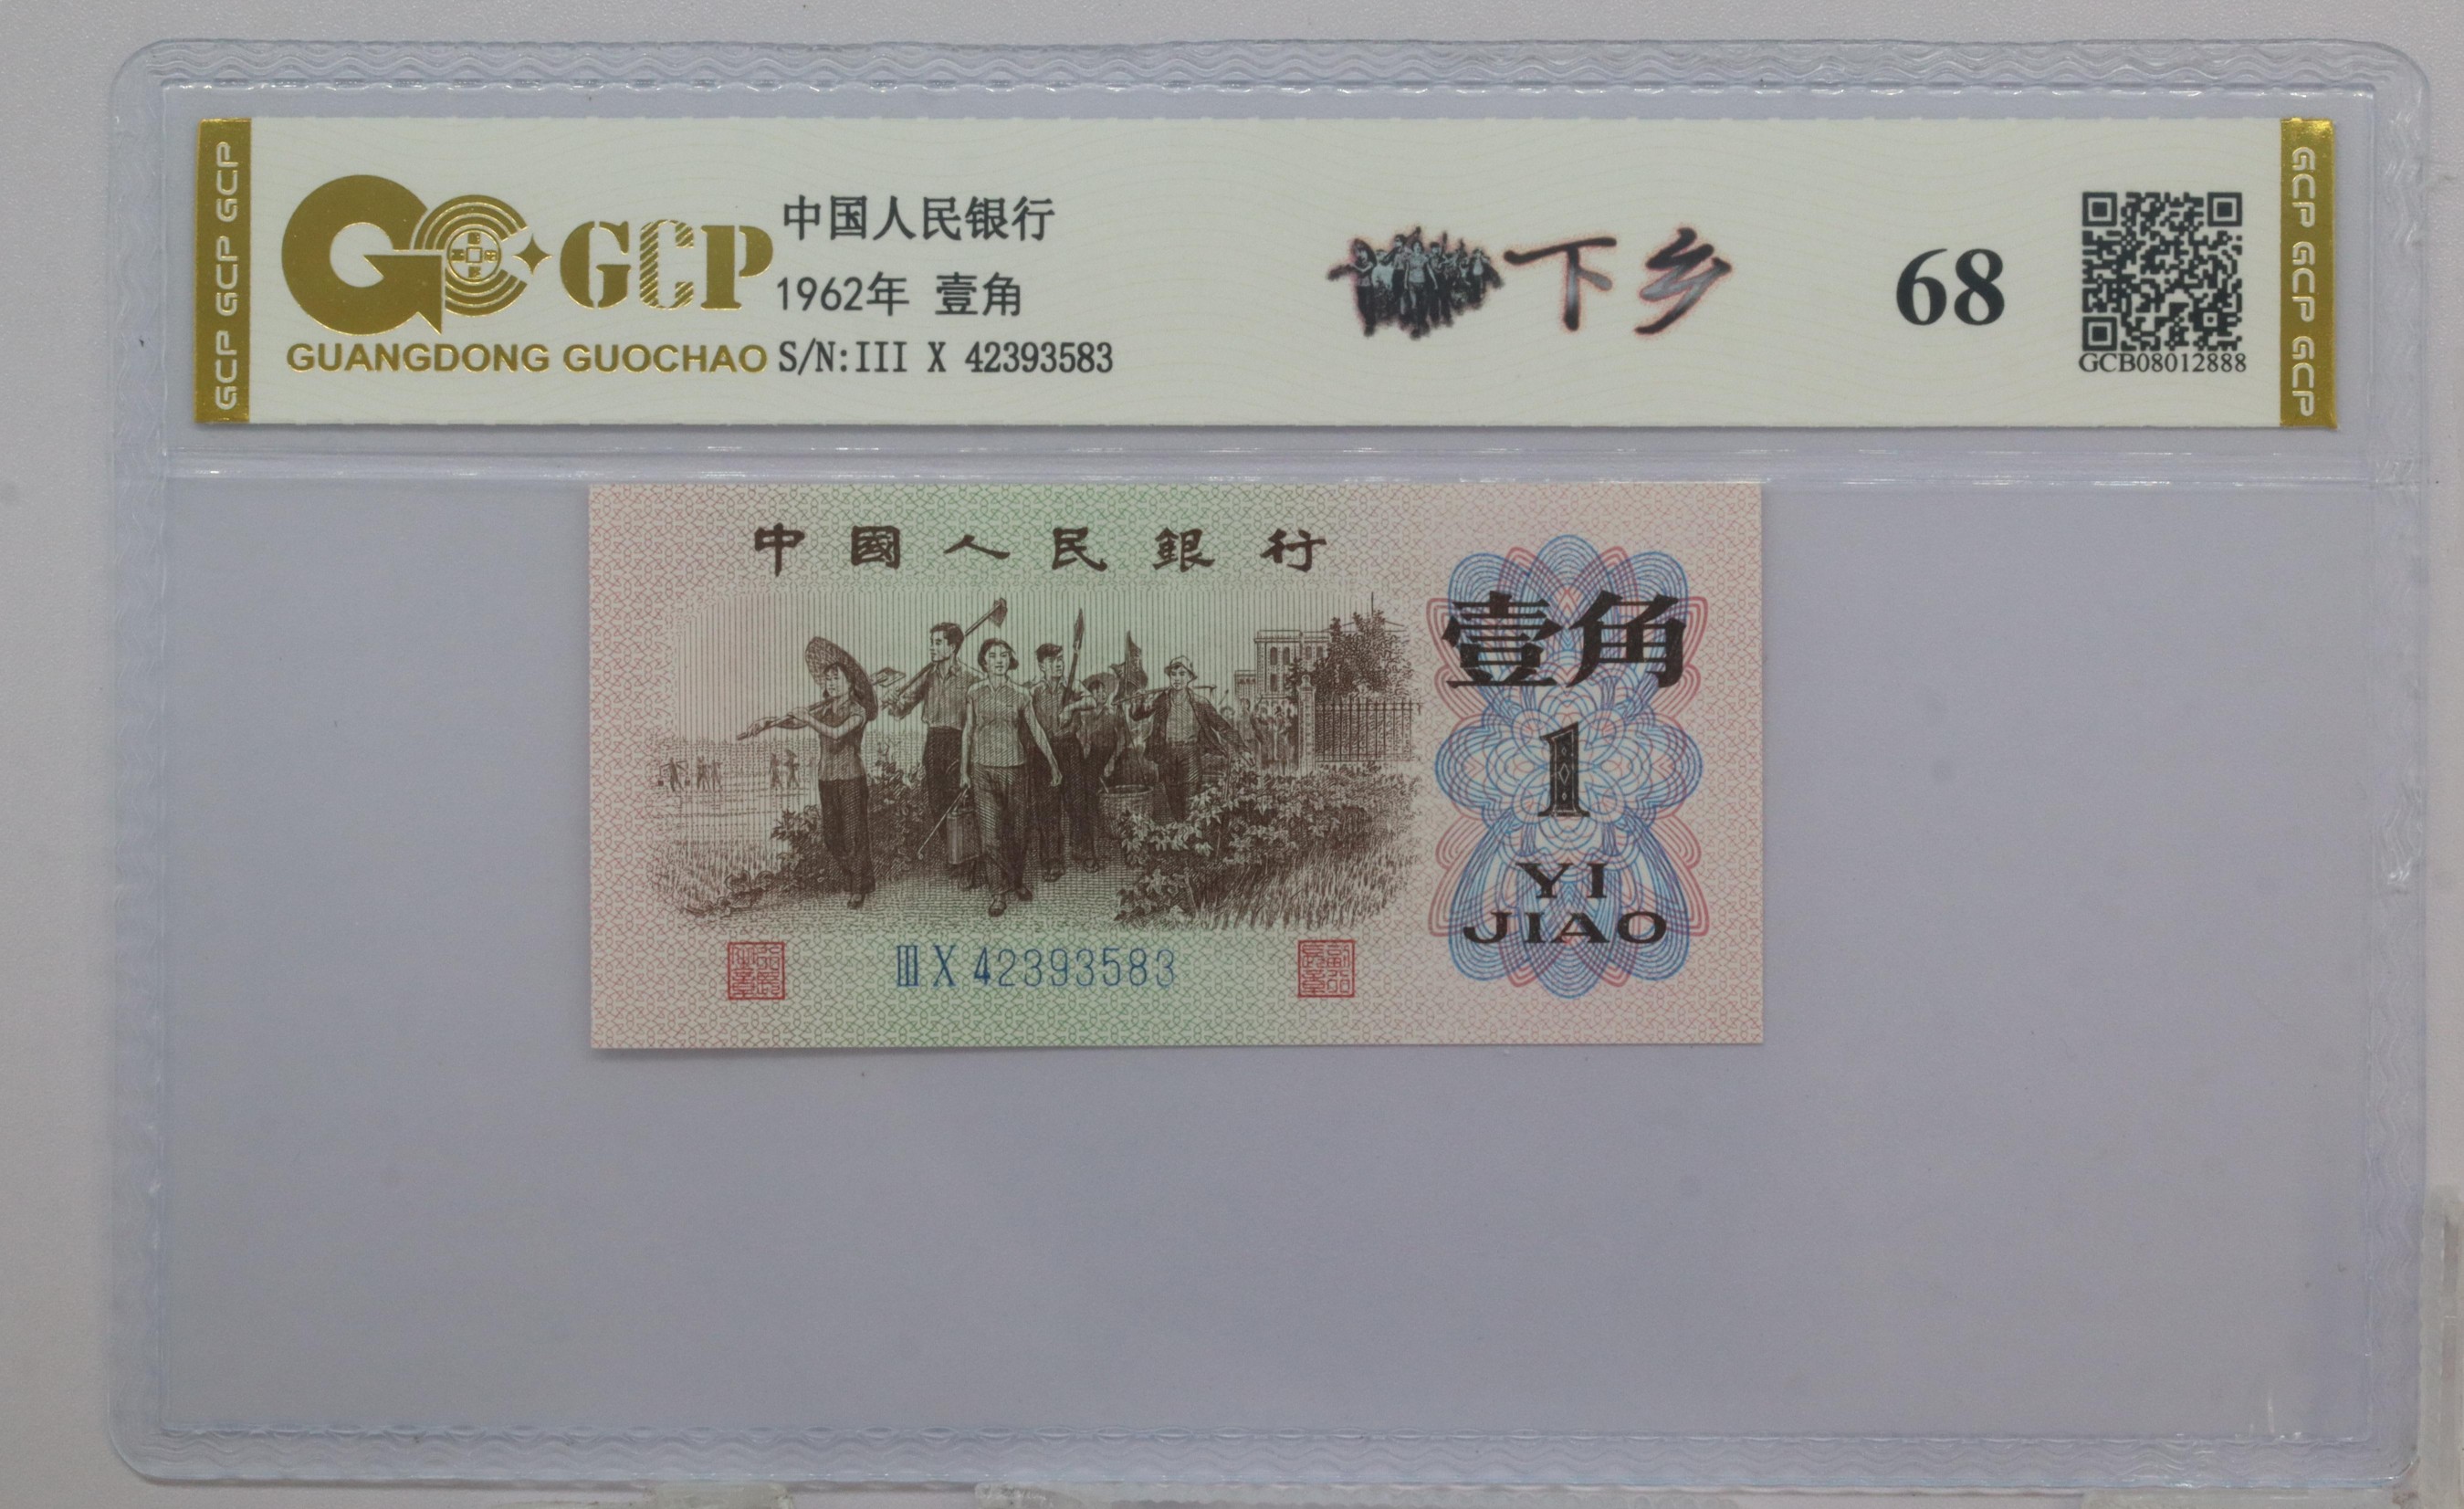 GCP GCP GCP
GCP
GUANGDONG GUOCHAO
中国人民银行
1962年 壹角
S/N:III X 42393583
下乡
68
GCB08012888
GCP GCP GCP
中國人民銀行
壹角
1
YI
JIAO
III X 42393583